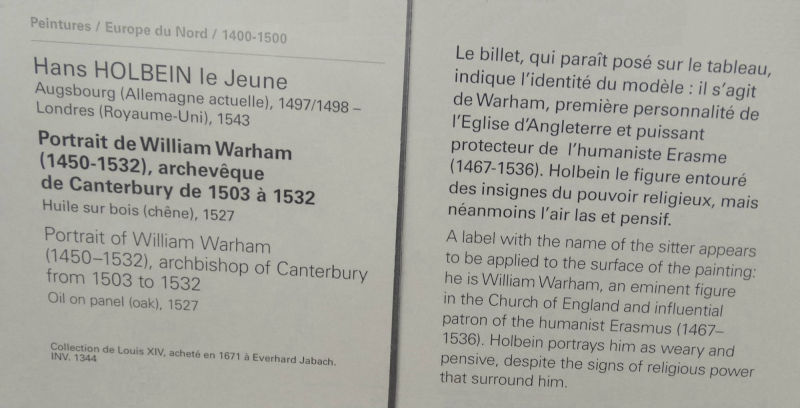 Peintures / Europe du Nord / 1400-1500
Hans HOLBEIN le Jeune
Augsbourg (Allemagne actuelle), 1497/1498 –
Londres (Royaume-Uni), 1543
Portrait de William Warham
(1450-1532), archevêque
de Canterbury de 1503 à 1532
Huile sur bois (chêne), 1527
Portrait of William Warham
(1450–1532), archbishop of Canterbury
from 1503 to 1532
Oil on panel (oak), 1527
Collection de Louis XIV, acheté en 1671 à Everhard Jabach.
INV. 1344
Le billet, qui paraît posé sur le tableau,
indique l'identité du modèle : il s'agit
de Warham, première personnalité de
l'Eglise d'Angleterre et puissant
protecteur de l'humaniste Erasme
(1467-1536). Holbein le figure entouré
des insignes du pouvoir religieux, mais
néanmoins l'air las et pensif.
A label with the name of the sitter appears
to be applied to the surface of the painting:
he is William Warham, an eminent figure
in the Church of England and influential
patron of the humanist Erasmus (1467–
1536). Holbein portrays him as weary and
pensive, despite the signs of religious power
that surround him.